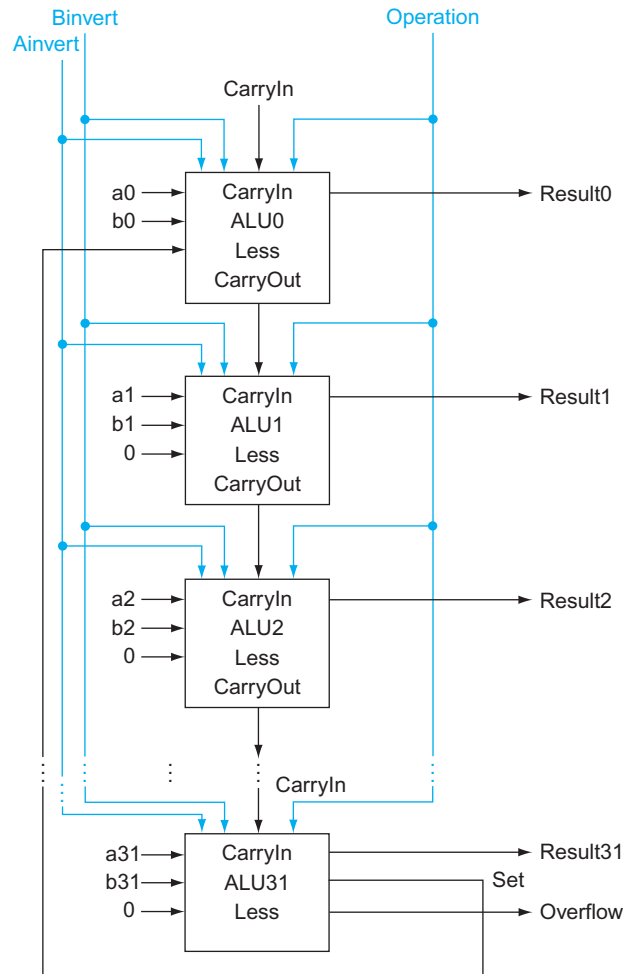 Binvert
Operation
Ainvert
CarryIn
a0
CarryIn
Result0
b0
ALU0
Less
CarryOut
a1
CarryIn
Result1
b1
ALU1
0
Less
CarryOut
a2
CarryIn
Result2
b2
ALU2
0
Less
CarryOut
CarryIn
a31
CarryIn
Result31
b31
ALU31
Set
0
Less
Overflow